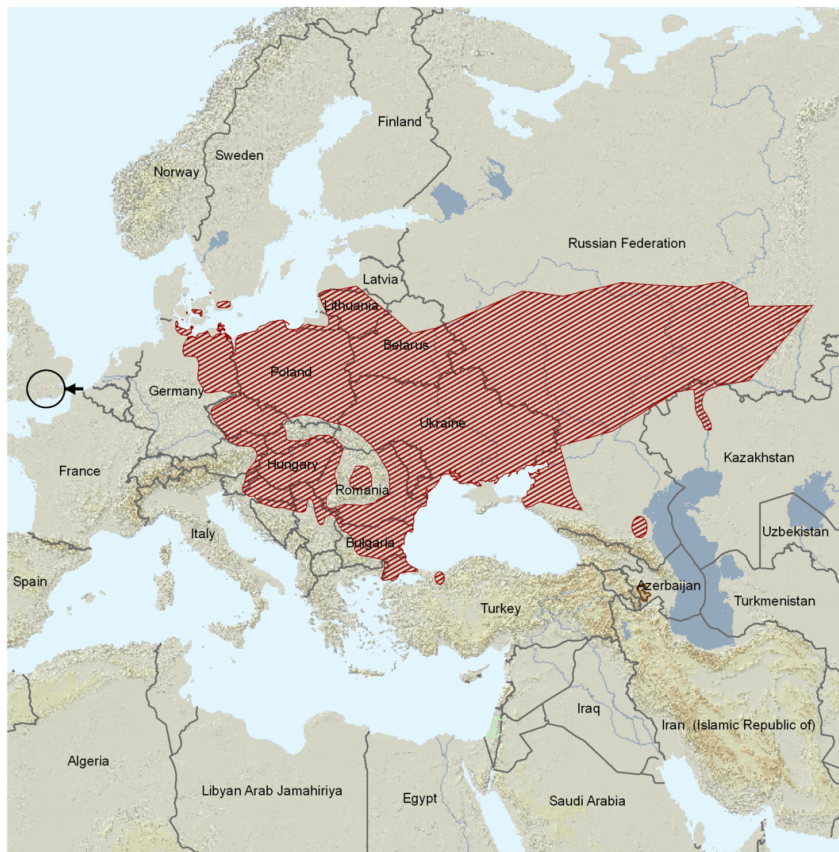 Finland
Sweden
Norway
Russian Federation
Latvia
Lithuania
Belarus
Poland
Germany
Ukraine
Kazakhstan
Hungary
France
Romania
Uzbekistan
Italy
Bulgaria
Spain
Azerbaijan
Turkmenistan
Turkey
Iraq
Iran (Islamic Republic of)
Algeria
Libyan Arab Jamahiriya
Egypt
Saudi Arabia